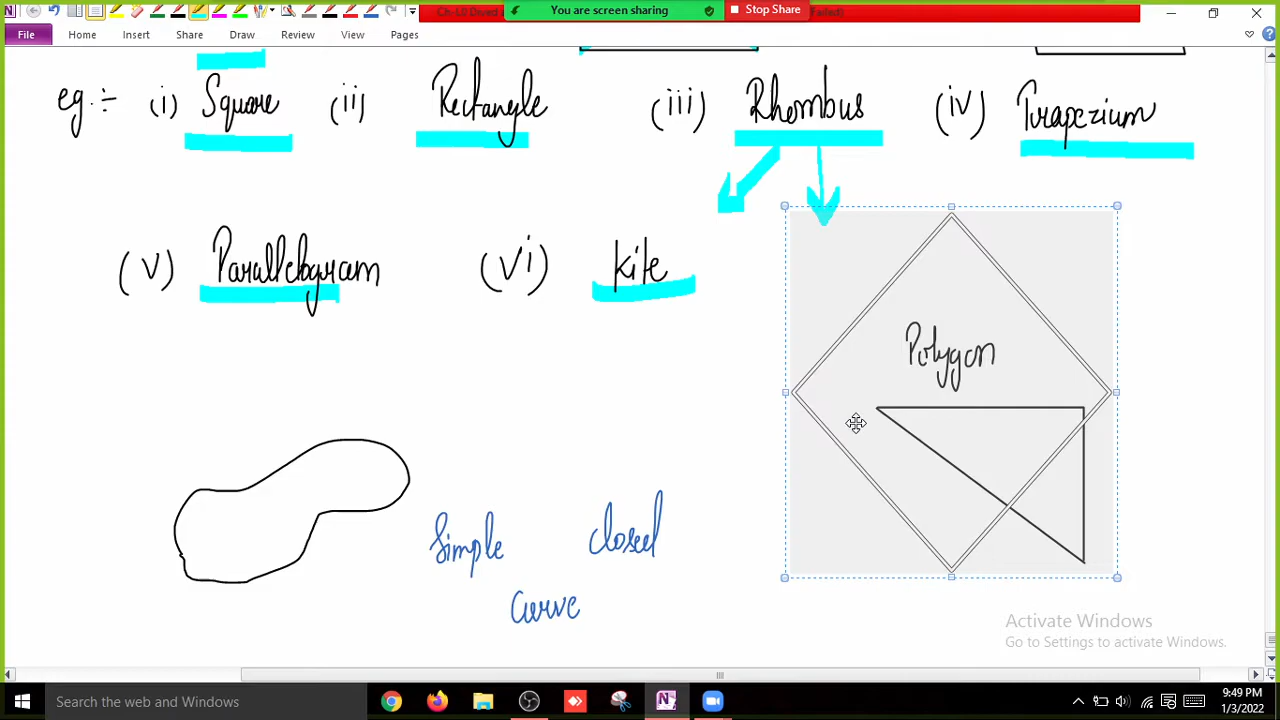 You are screen sharing
Stop Share
File Home Insert Share Draw History Review View Pages
eg :- (i) Square (ii) Rectangle (iii) Rhombus (iv) Trapezium
(v) Parallelogram (vi) Kite
Polygon
Simple closed
Curve
Activate Windows
Go to Settings to activate Windows.
Search the web and Windows
9:49 PM
1/3/2022